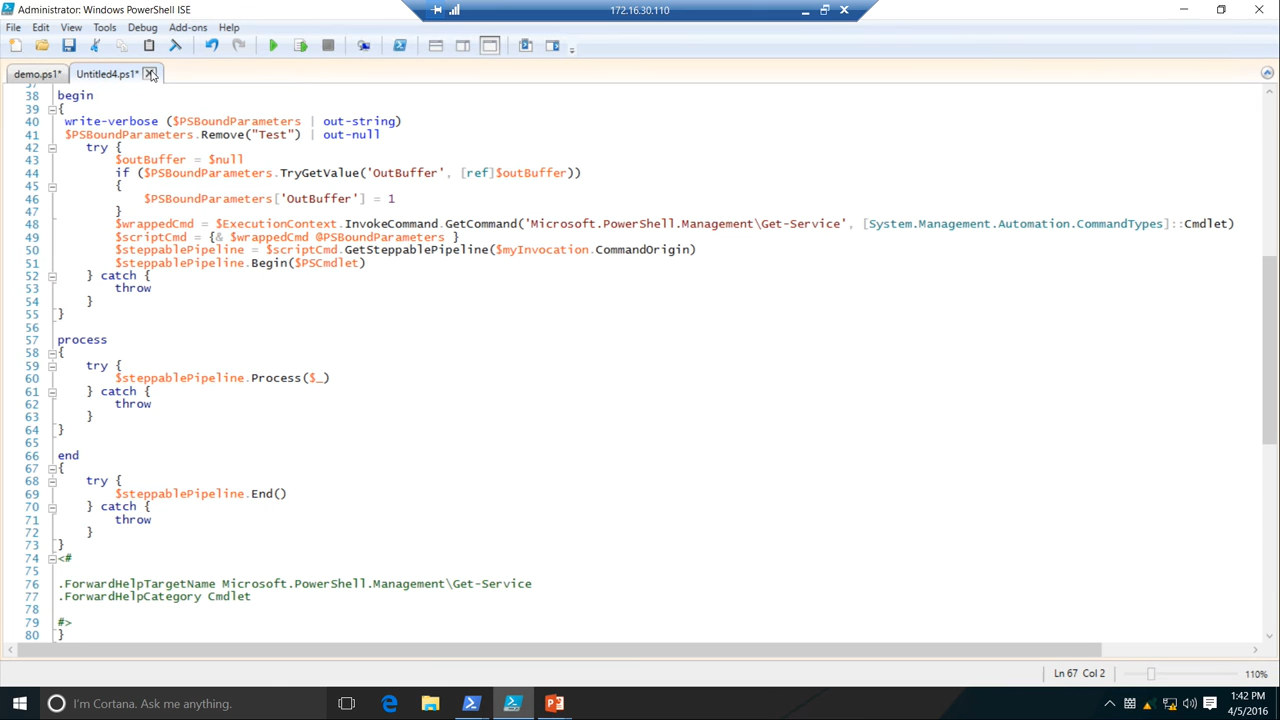 Administrator: Windows PowerShell ISE
172.16.30.110
File Edit View Tools Debug Add-ons Help
demo.ps1* Untitled4.ps1*
37
38 begin
39 {
40 write-verbose ($PSBoundParameters | out-string)
41 $PSBoundParameters.Remove("Test") | out-null
42 try {
43 $outBuffer = $null
44 if ($PSBoundParameters.TryGetValue('OutBuffer', [ref]$outBuffer))
45 {
46 $PSBoundParameters['OutBuffer'] = 1
47 }
48 $wrappedCmd = $ExecutionContext.InvokeCommand.GetCommand('Microsoft.PowerShell.Management\Get-Service', [System.Management.Automation.CommandTypes]::Cmdlet)
49 $scriptCmd = {& $wrappedCmd @PSBoundParameters }
50 $steppablePipeline = $scriptCmd.GetSteppablePipeline($myInvocation.CommandOrigin)
51 $steppablePipeline.Begin($PSCmdlet)
52 } catch {
53 throw
54 }
55 }
56
57 process
58 {
59 try {
60 $steppablePipeline.Process($_)
61 } catch {
62 throw
63 }
64 }
65
66 end
67 {
68 try {
69 $steppablePipeline.End()
70 } catch {
71 throw
72 }
73 }
74 <#
75
76 .ForwardHelpTargetName Microsoft.PowerShell.Management\Get-Service
77 .ForwardHelpCategory Cmdlet
78
79 #>
80 }
Ln 67 Col 2
110%
I'm Cortana. Ask me anything.
1:42 PM
4/5/2016